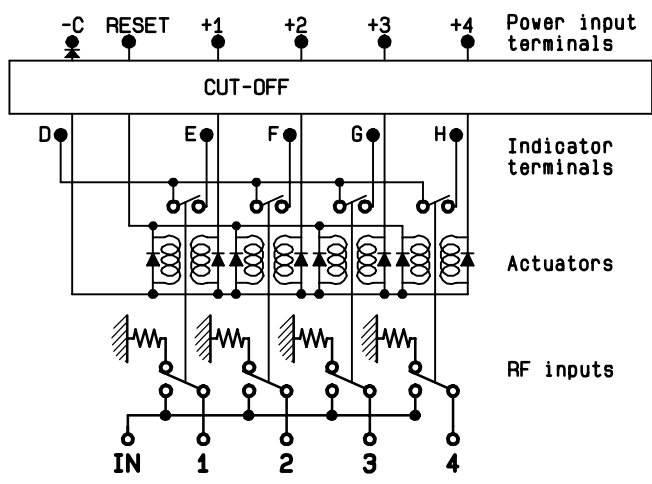 -C RESET +1 +2 +3 +4 Power input
terminals
CUT-OFF
D E F G H Indicator
terminals
Actuators
RF inputs
IN 1 2 3 4